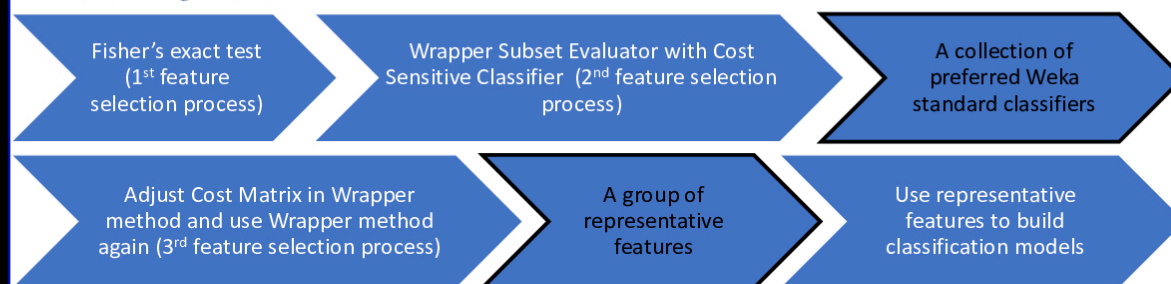 Fisher's exact test
(1st feature
selection process)
Wrapper Subset Evaluator with Cost
Sensitive Classifier (2nd feature selection
process)
A collection of
preferred Weka
standard classifiers
Adjust Cost Matrix in Wrapper
method and use Wrapper method
again (3rd feature selection process)
A group of
representative
features
Use representative
features to build
classification models